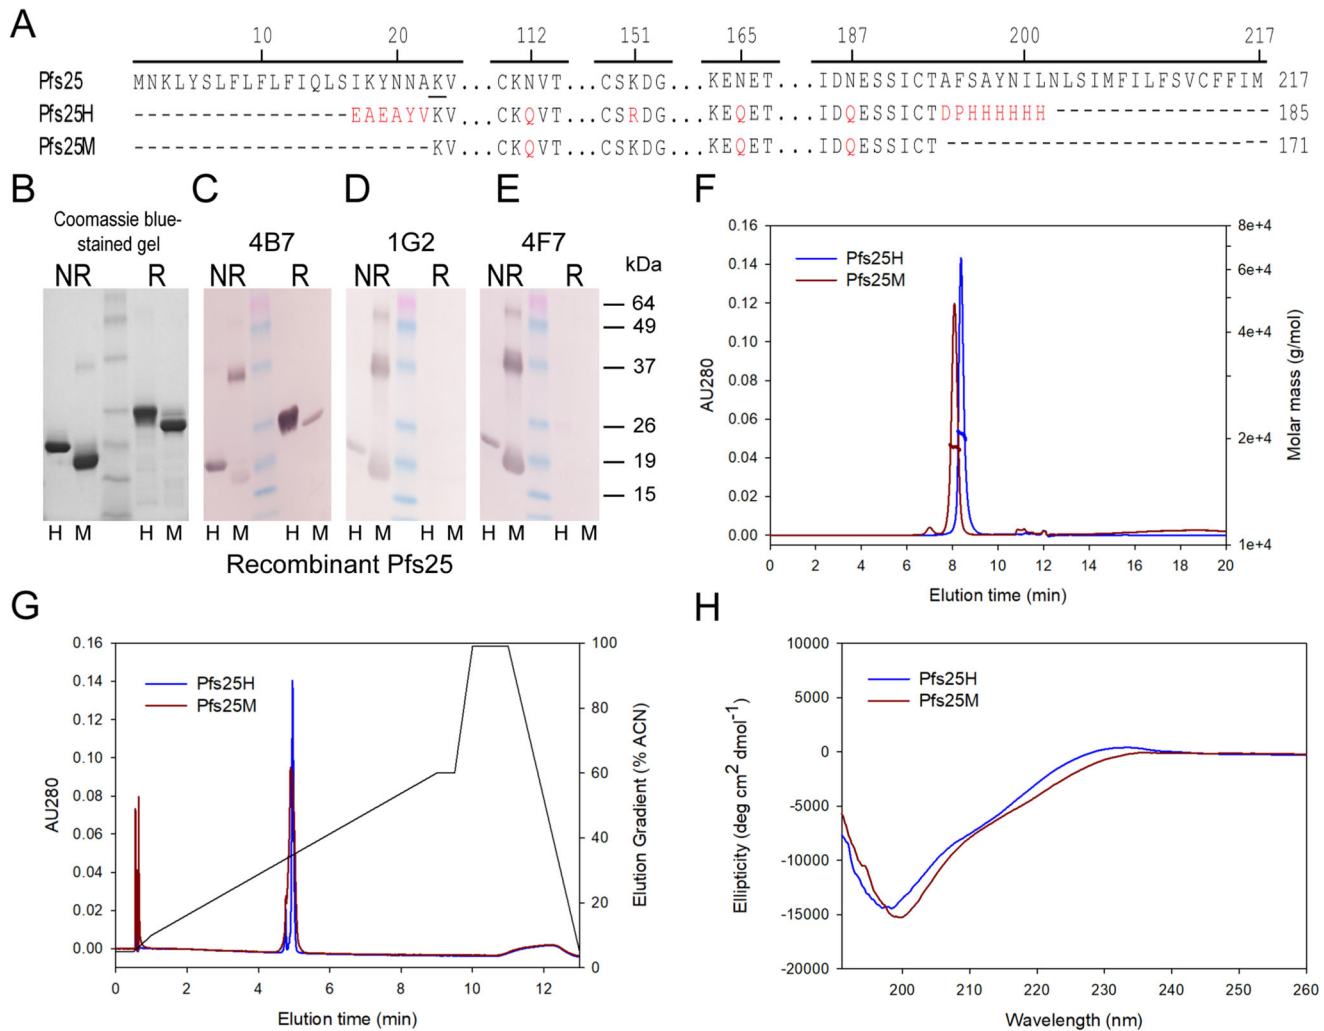 A
10 20 112 151 165 187 200 217
Pfs25 MNKLYSLFLFLFIQLSIKYNNAKV...CKNVT...CSKDG...KENET...IDNESSICTAFSAYNILNLSIMFILFSVCFFIM 217
Pfs25H ----------------EAEAYVKV...CKQVT...CSRDG...KEQET...IDQESSICTDPHHHHHH----------------- 185
Pfs25M ----------------------KV...CKQVT...CSKDG...KEQET...IDQESSICT------------------------- 171
B C D E
Coomassie blue-
stained gel
4B7 1G2 4F7
NR R NR R NR R NR R
kDa
64
49
37
26
19
15
H M H M H M H M H M H M H M H M
Recombinant Pfs25
F
Pfs25H
Pfs25M
AU280
0.16
0.14
0.12
0.10
0.08
0.06
0.04
0.02
0.00
Molar mass (g/mol)
8e+4
6e+4
4e+4
2e+4
1e+4
0 2 4 6 8 10 12 14 16 18 20
Elution time (min)
G
Pfs25H
Pfs25M
AU280
0.16
0.14
0.12
0.10
0.08
0.06
0.04
0.02
0.00
Elution Gradient (% ACN)
100
80
60
40
20
0
0 2 4 6 8 10 12
Elution time (min)
H
Pfs25H
Pfs25M
Ellipticity (deg cm2 dmol-1)
10000
5000
0
-5000
-10000
-15000
-20000
200 210 220 230 240 250 260
Wavelength (nm)